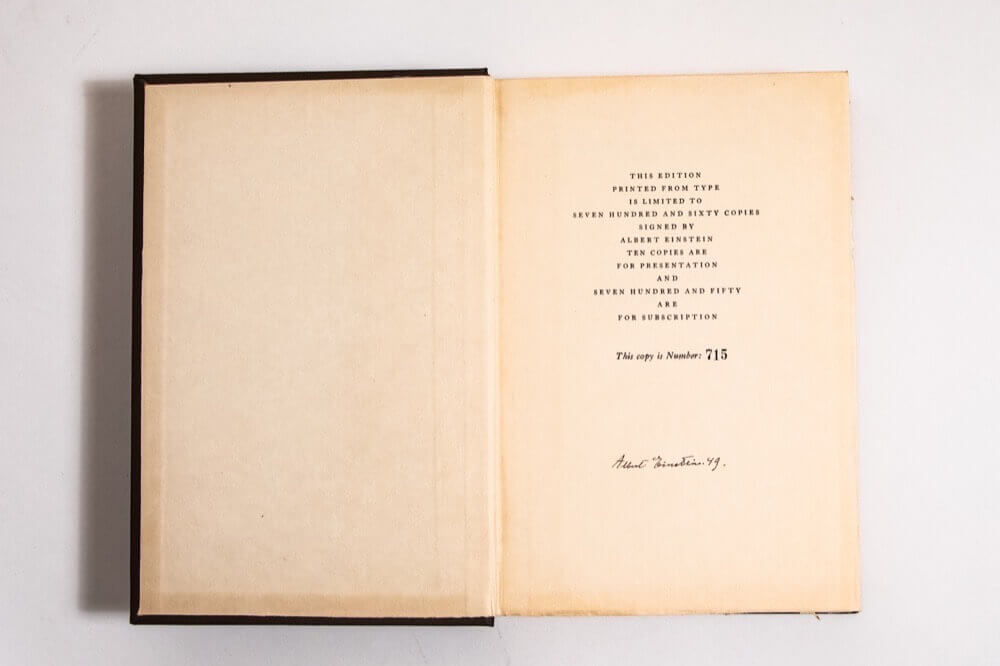 THIS EDITION
PRINTED FROM TYPE
IS LIMITED TO
SEVEN HUNDRED AND SIXTY COPIES
SIGNED BY
ALBERT EINSTEIN
TEN COPIES ARE
FOR PRESENTATION
AND
SEVEN HUNDRED AND FIFTY
ARE
FOR SUBSCRIPTION
This copy is Number: 715
Albert Einstein. 49.